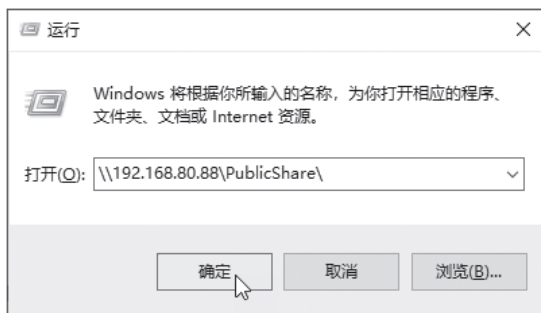 运行
Windows 将根据你所输入的名称，为你打开相应的程序、
文件夹、文档或 Internet 资源。
打开(O): \\192.168.80.88\PublicShare\
确定 取消 浏览(B)...